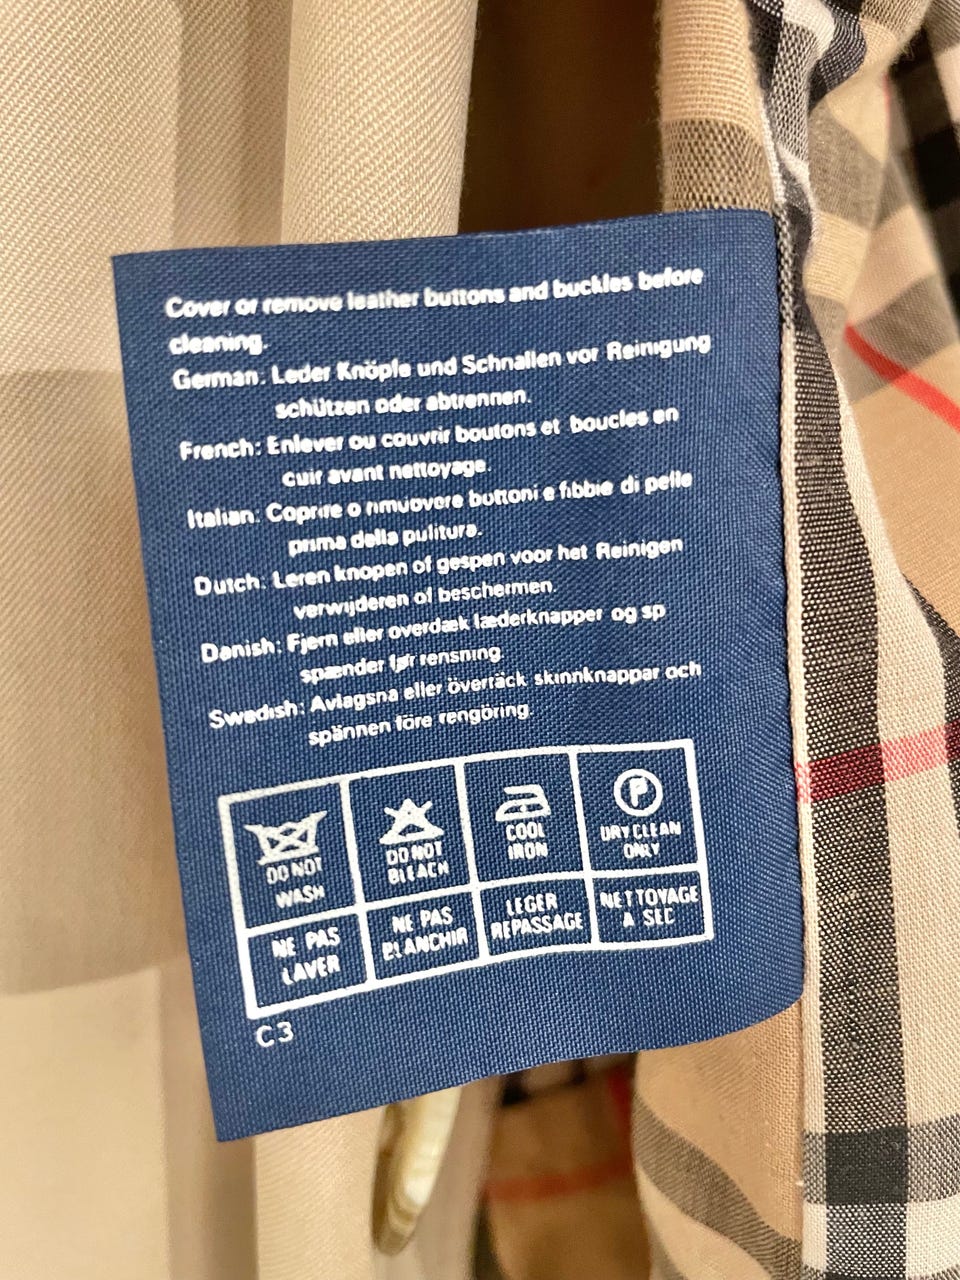 Cover or remove leather buttons and buckles before
cleaning.
German: Leder Knöpfe und Schnallen vor Reinigung
schützen oder abtrennen.
French: Enlever ou couvrir boutons et boucles en
cuir avant nettoyage.
Italian: Coprire o rimuovere buttoni e fibbie di pelle
prima della pulitura.
Dutch: Leren knopen of gespen voor het Reinigen
verwijderen of beschermen.
Danish: Fjern eller overdæk læderknapper og sp
spænder før rensning.
Swedish: Avlagsna eller övertäck skinnknappar och
spännen före rengöring.
DO NOT
WASH
DO NOT
BLEACH
COOL
IRON
P
DRY CLEAN
ONLY
NE PAS
LAVER
NE PAS
BLANCHIR
LEGER
REPASSAGE
NETTOYAGE
A SEC
C3